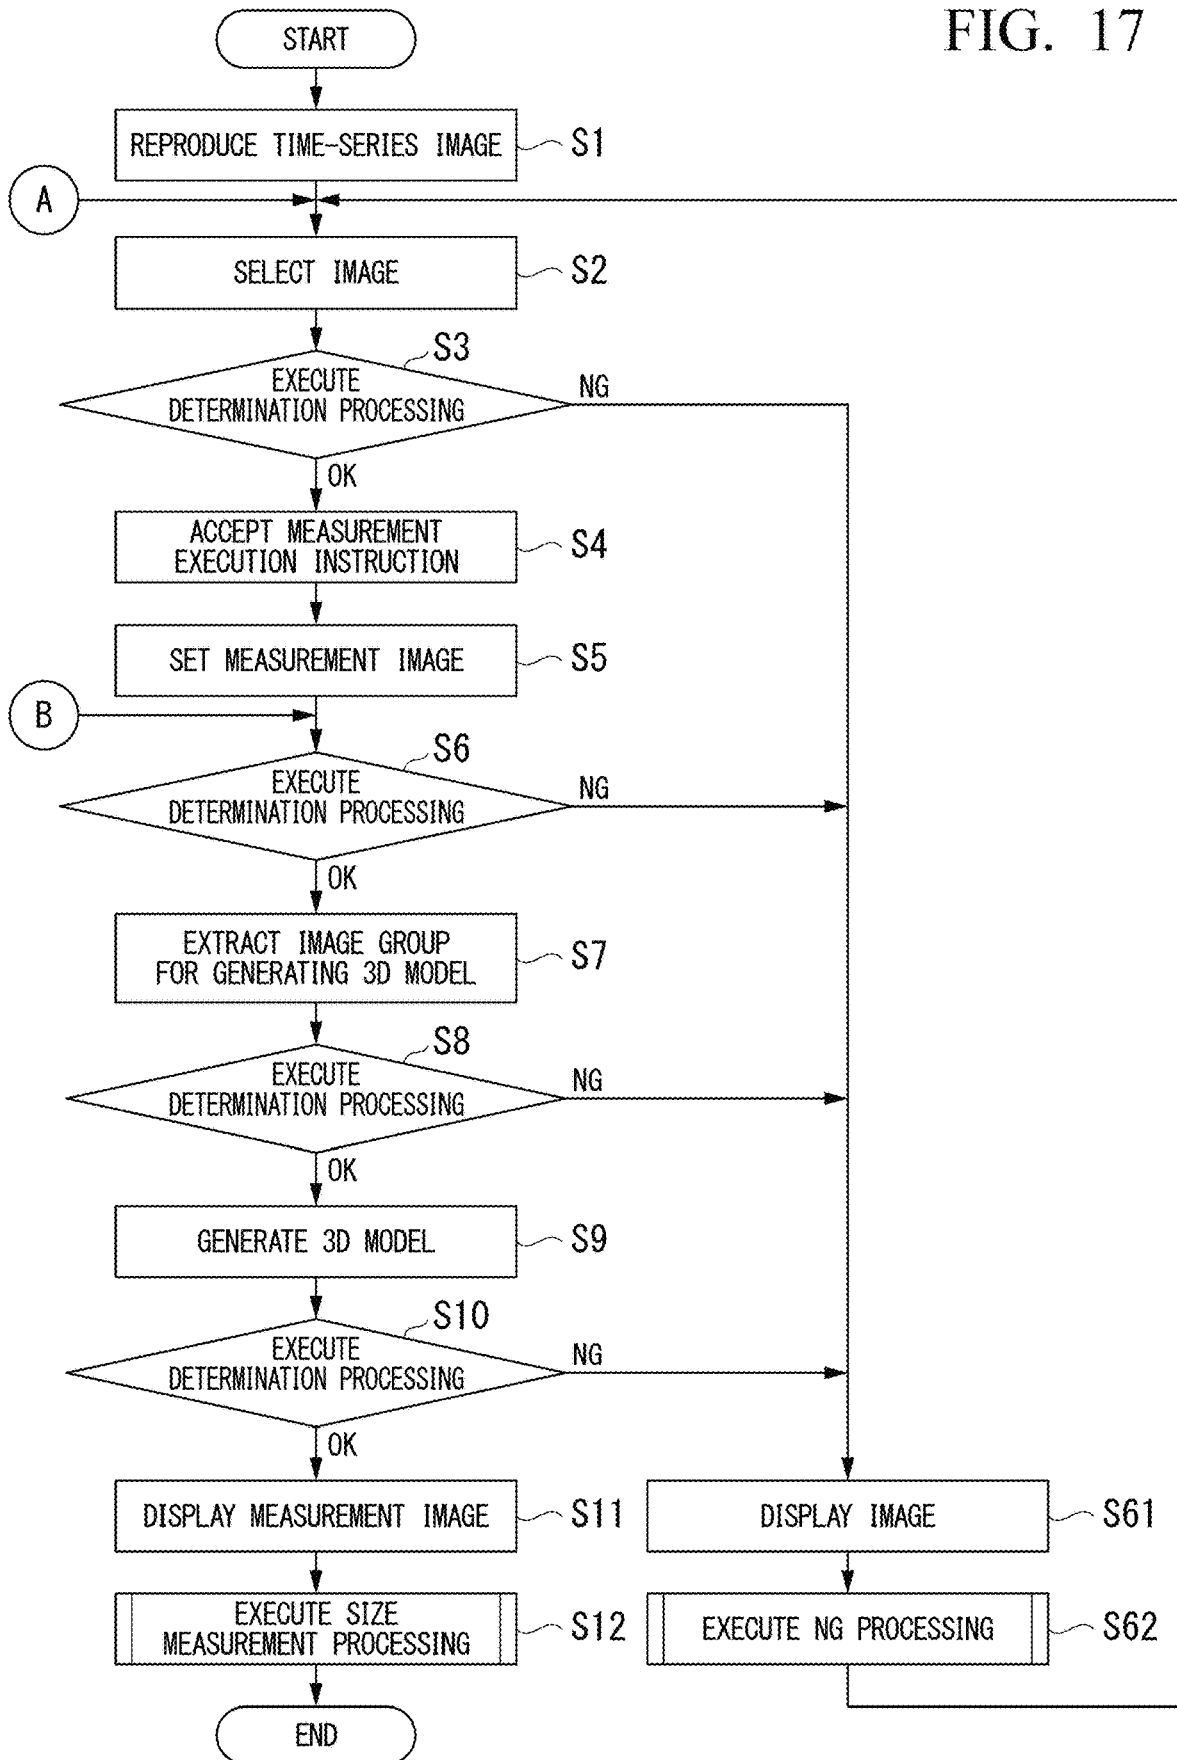 FIG. 17
START
REPRODUCE TIME-SERIES IMAGE
S1
A
SELECT IMAGE
S2
S3
EXECUTE
DETERMINATION PROCESSING
NG
OK
ACCEPT MEASUREMENT
EXECUTION INSTRUCTION
S4
SET MEASUREMENT IMAGE
S5
B
S6
EXECUTE
DETERMINATION PROCESSING
NG
OK
EXTRACT IMAGE GROUP
FOR GENERATING 3D MODEL
S7
S8
EXECUTE
DETERMINATION PROCESSING
NG
OK
GENERATE 3D MODEL
S9
S10
EXECUTE
DETERMINATION PROCESSING
NG
OK
DISPLAY MEASUREMENT IMAGE
S11
DISPLAY IMAGE
S61
EXECUTE SIZE
MEASUREMENT PROCESSING
S12
EXECUTE NG PROCESSING
S62
END